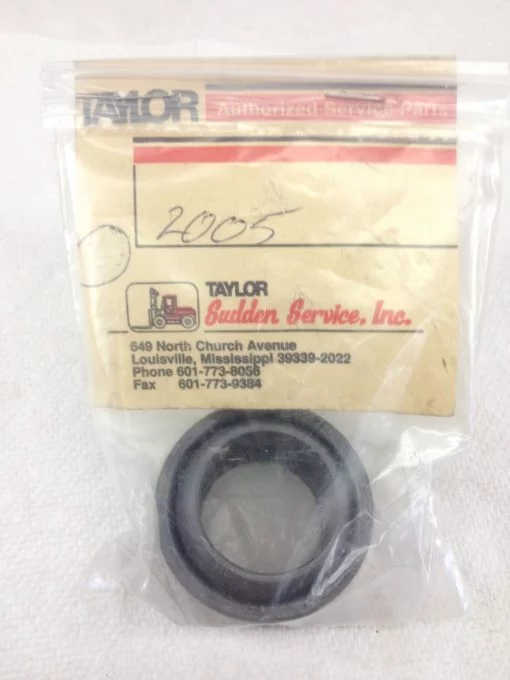 TAYLOR Authorized Service Parts
2005
TAYLOR
Sudden Service, Inc.
649 North Church Avenue
Louisville, Mississippi 39339-2022
Phone 601-773-8056
Fax 601-773-9384